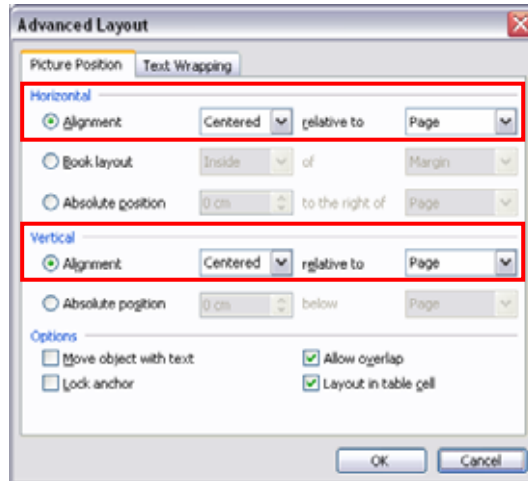 Advanced Layout
Picture Position Text Wrapping
Horizontal
Alignment Centered relative to Page
Book layout Inside of Margin
Absolute position 0 cm to the right of Page
Vertical
Alignment Centered relative to Page
Absolute position 0 cm below Page
Options
Move object with text Allow overlap
Lock anchor Layout in table cell
OK Cancel